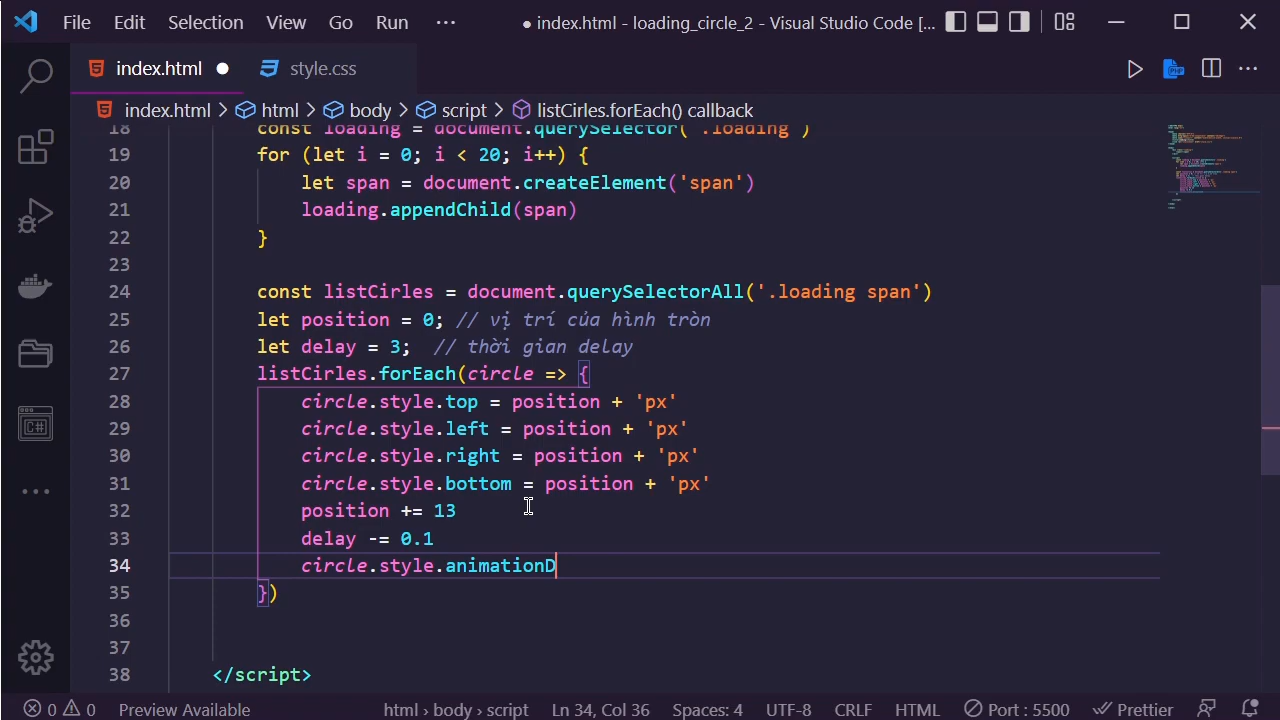 File Edit Selection View Go Run ··· ● index.html - loading_circle_2 - Visual Studio Code [...
index.html ● style.css
index.html > html > body > script > listCirles.forEach() callback
18 const loading = document.querySelector('.loading')
19 for (let i = 0; i < 20; i++) {
20 let span = document.createElement('span')
21 loading.appendChild(span)
22 }
23
24 const listCirles = document.querySelectorAll('.loading span')
25 let position = 0; // vị trí của hình tròn
26 let delay = 3; // thời gian delay
27 listCirles.forEach(circle => {
28 circle.style.top = position + 'px'
29 circle.style.left = position + 'px'
30 circle.style.right = position + 'px'
31 circle.style.bottom = position + 'px'
32 position += 13
33 delay -= 0.1
34 circle.style.animationD
35 })
36
37
38 </script>
0 0 Preview Available html › body › script Ln 34, Col 36 Spaces: 4 UTF-8 CRLF HTML Port : 5500 Prettier